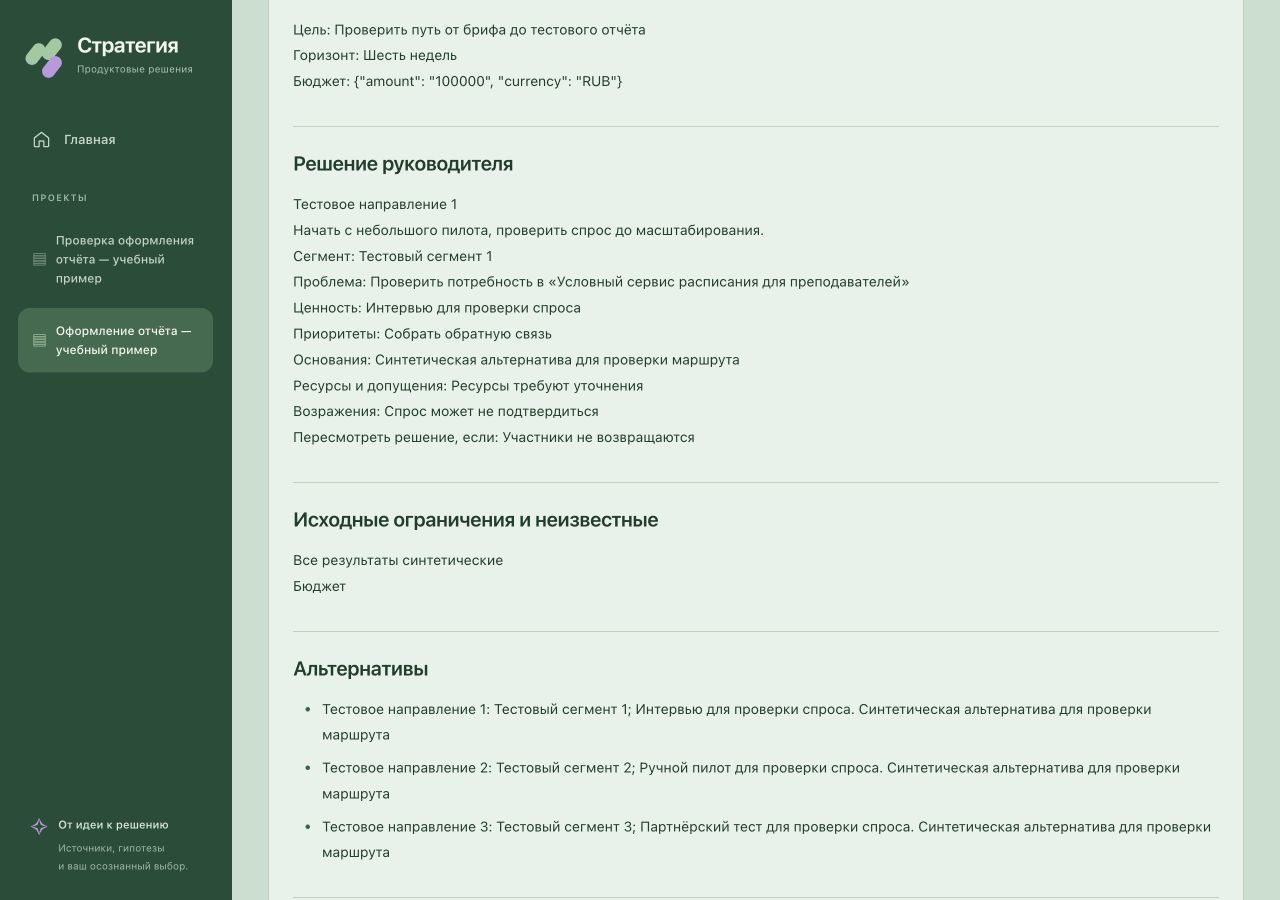 Стратегия
Продуктовые решения
Главная
ПРОЕКТЫ
Проверка оформления
отчёта — учебный
пример
Оформление отчёта —
учебный пример
От идеи к решению
Источники, гипотезы
и ваш осознанный выбор.
Цель: Проверить путь от брифа до тестового отчёта
Горизонт: Шесть недель
Бюджет: {"amount": "100000", "currency": "RUB"}
Решение руководителя
Тестовое направление 1
Начать с небольшого пилота, проверить спрос до масштабирования.
Сегмент: Тестовый сегмент 1
Проблема: Проверить потребность в «Условный сервис расписания для преподавателей»
Ценность: Интервью для проверки спроса
Приоритеты: Собрать обратную связь
Основания: Синтетическая альтернатива для проверки маршрута
Ресурсы и допущения: Ресурсы требуют уточнения
Возражения: Спрос может не подтвердиться
Пересмотреть решение, если: Участники не возвращаются
Исходные ограничения и неизвестные
Все результаты синтетические
Бюджет
Альтернативы
• Тестовое направление 1: Тестовый сегмент 1; Интервью для проверки спроса. Синтетическая альтернатива для проверки
маршрута
• Тестовое направление 2: Тестовый сегмент 2; Ручной пилот для проверки спроса. Синтетическая альтернатива для проверки
маршрута
• Тестовое направление 3: Тестовый сегмент 3; Партнёрский тест для проверки спроса. Синтетическая альтернатива для проверки
маршрута